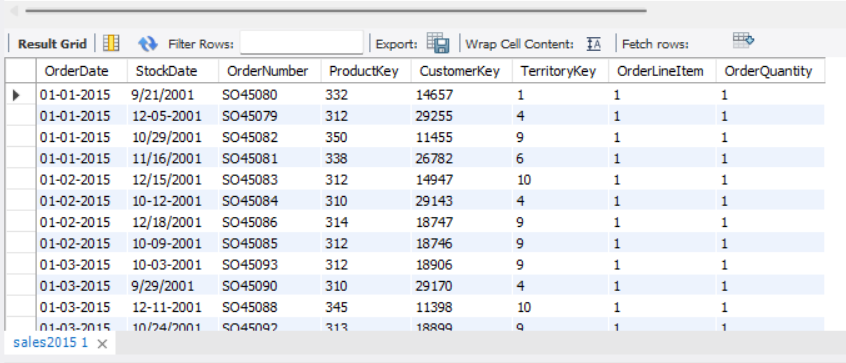 Result Grid Filter Rows: Export: Wrap Cell Content: IA Fetch rows:
OrderDate StockDate OrderNumber ProductKey CustomerKey TerritoryKey OrderLineItem OrderQuantity
01-01-2015 9/21/2001 SO45080 332 14657 1 1 1
01-01-2015 12-05-2001 SO45079 312 29255 4 1 1
01-01-2015 10/29/2001 SO45082 350 11455 9 1 1
01-01-2015 11/16/2001 SO45081 338 26782 6 1 1
01-02-2015 12/15/2001 SO45083 312 14947 10 1 1
01-02-2015 10-12-2001 SO45084 310 29143 4 1 1
01-02-2015 12/18/2001 SO45086 314 18747 9 1 1
01-02-2015 10-09-2001 SO45085 312 18746 9 1 1
01-03-2015 10-03-2001 SO45093 312 18906 9 1 1
01-03-2015 9/29/2001 SO45090 310 29170 4 1 1
01-03-2015 12-11-2001 SO45088 345 11398 10 1 1
01-03-2015 10/24/2001 SO45092 313 18899 9 1 1
sales2015 1